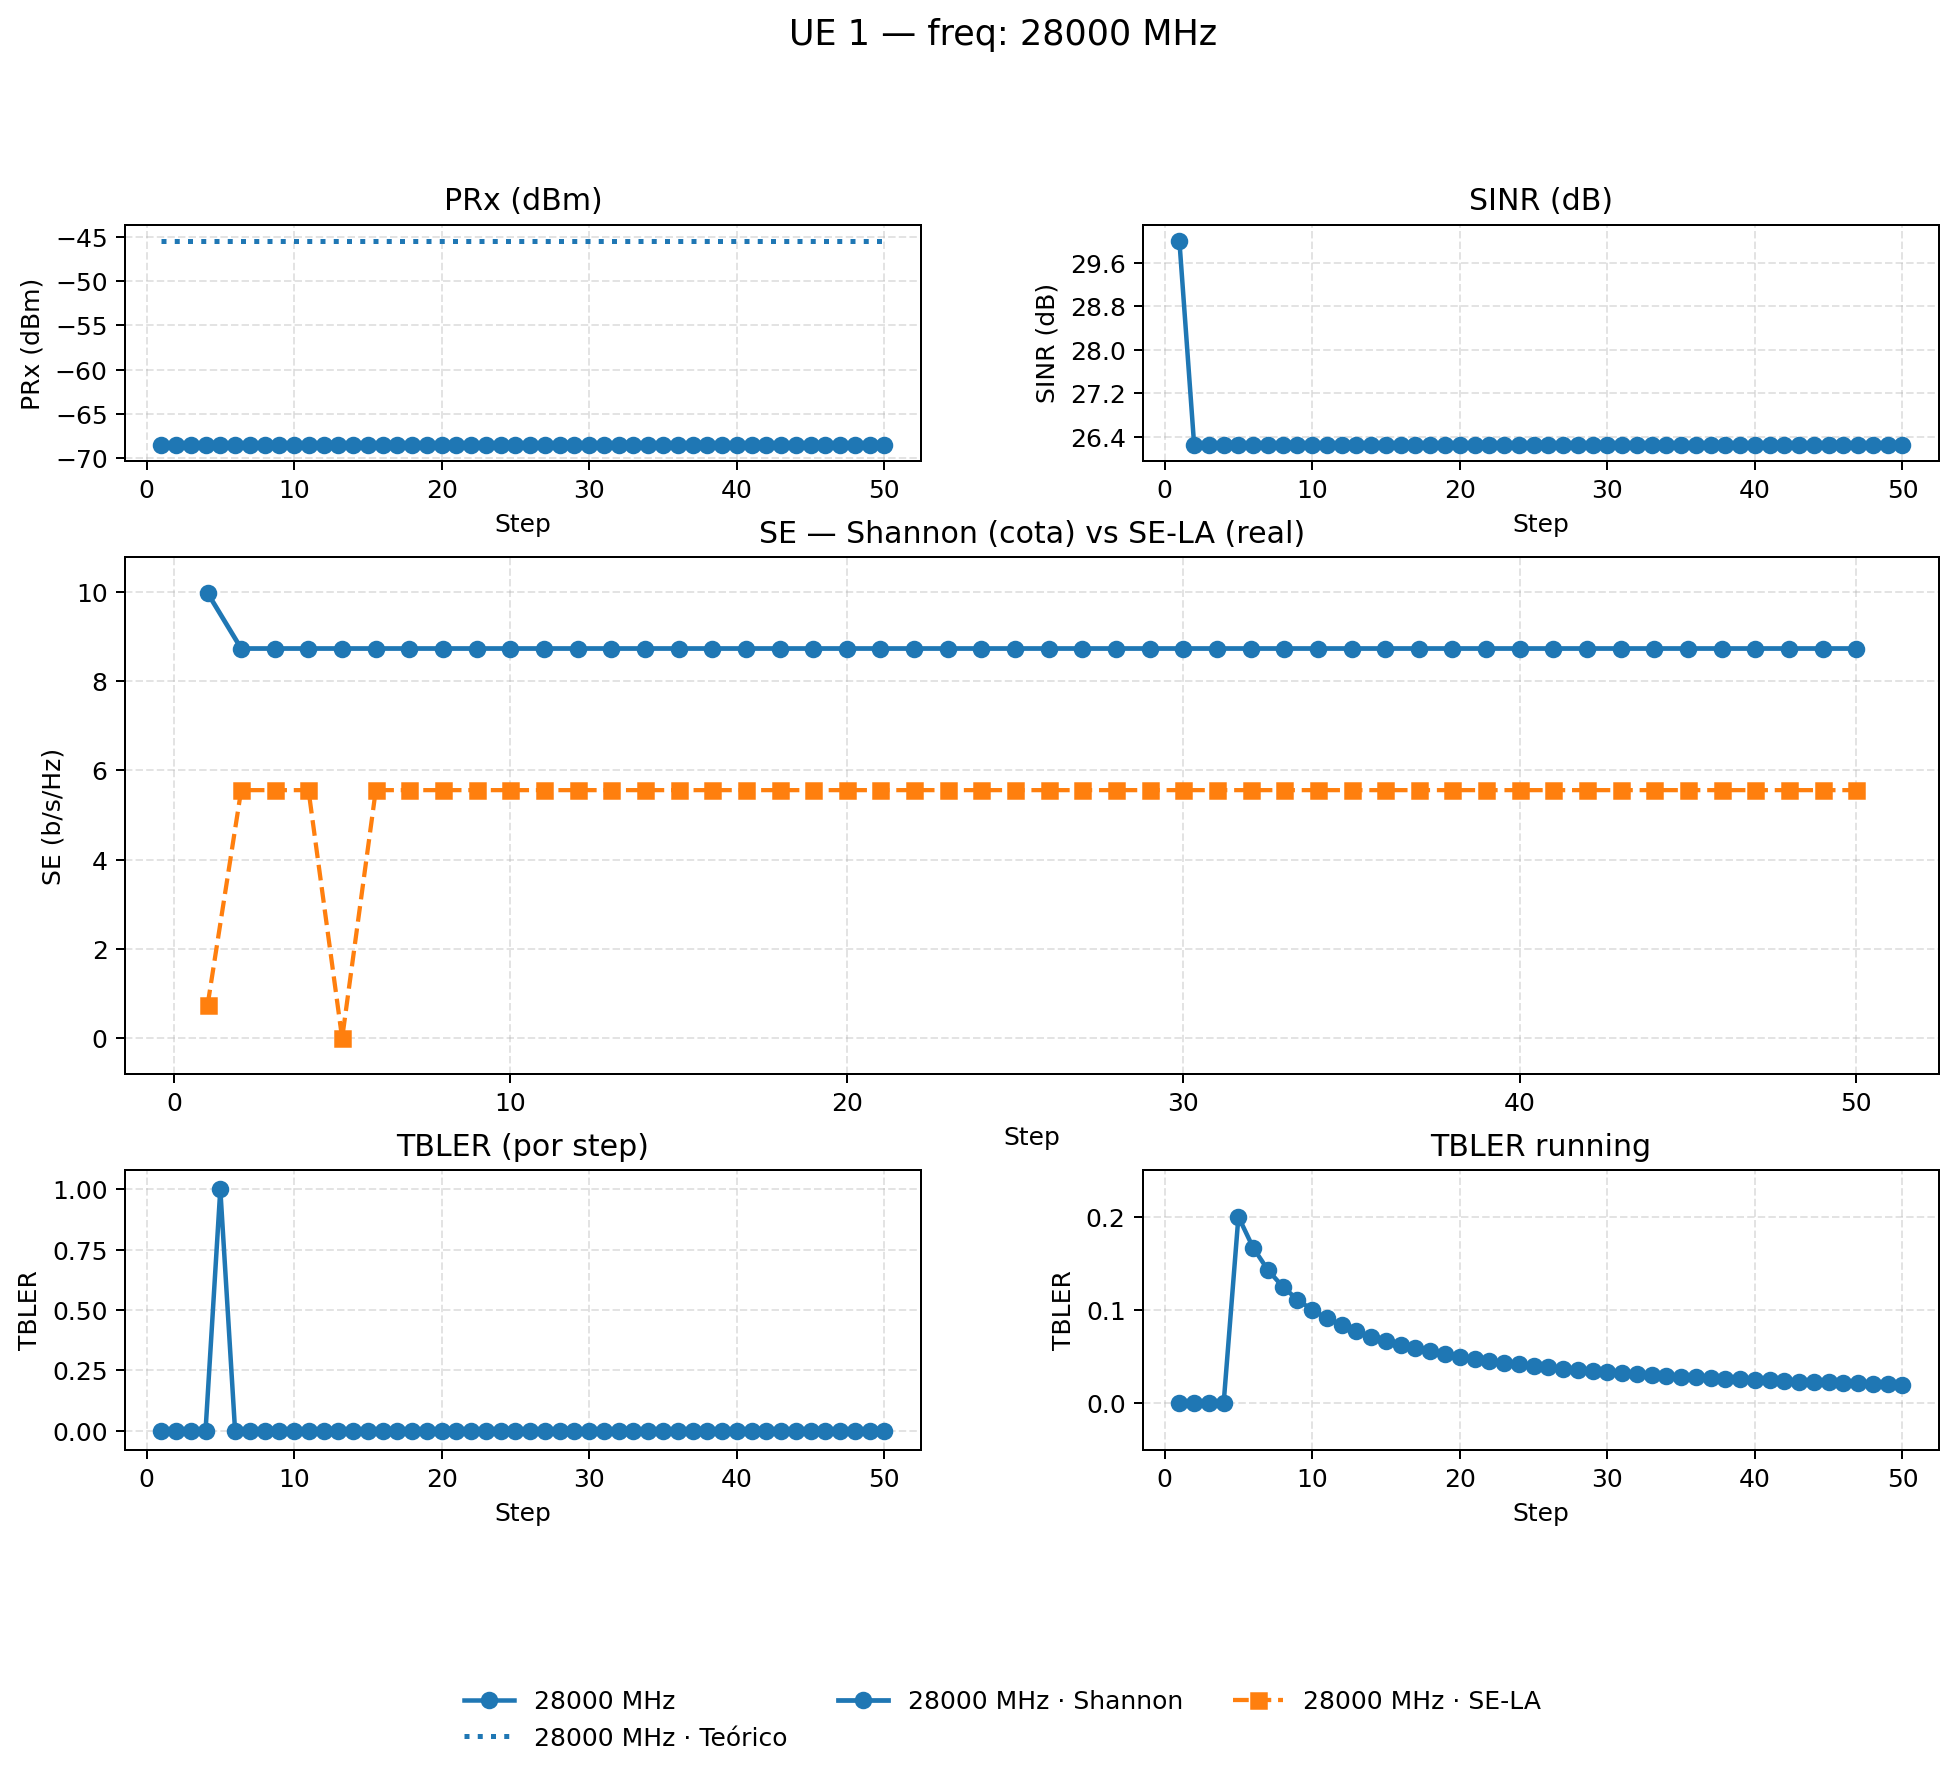 UE 1 — freq: 28000 MHz
PRx (dBm)
PRx (dBm)
−45
−50
−55
−60
−65
−70
0 10 20 30 40 50
Step
SINR (dB)
SINR (dB)
29.6
28.8
28.0
27.2
26.4
0 10 20 30 40 50
Step
SE — Shannon (cota) vs SE-LA (real)
SE (b/s/Hz)
10
8
6
4
2
0
0 10 20 30 40 50
Step
TBLER (por step)
TBLER
1.00
0.75
0.50
0.25
0.00
0 10 20 30 40 50
Step
TBLER running
TBLER
0.2
0.1
0.0
0 10 20 30 40 50
Step
28000 MHz
28000 MHz · Teórico
28000 MHz · Shannon
28000 MHz · SE-LA